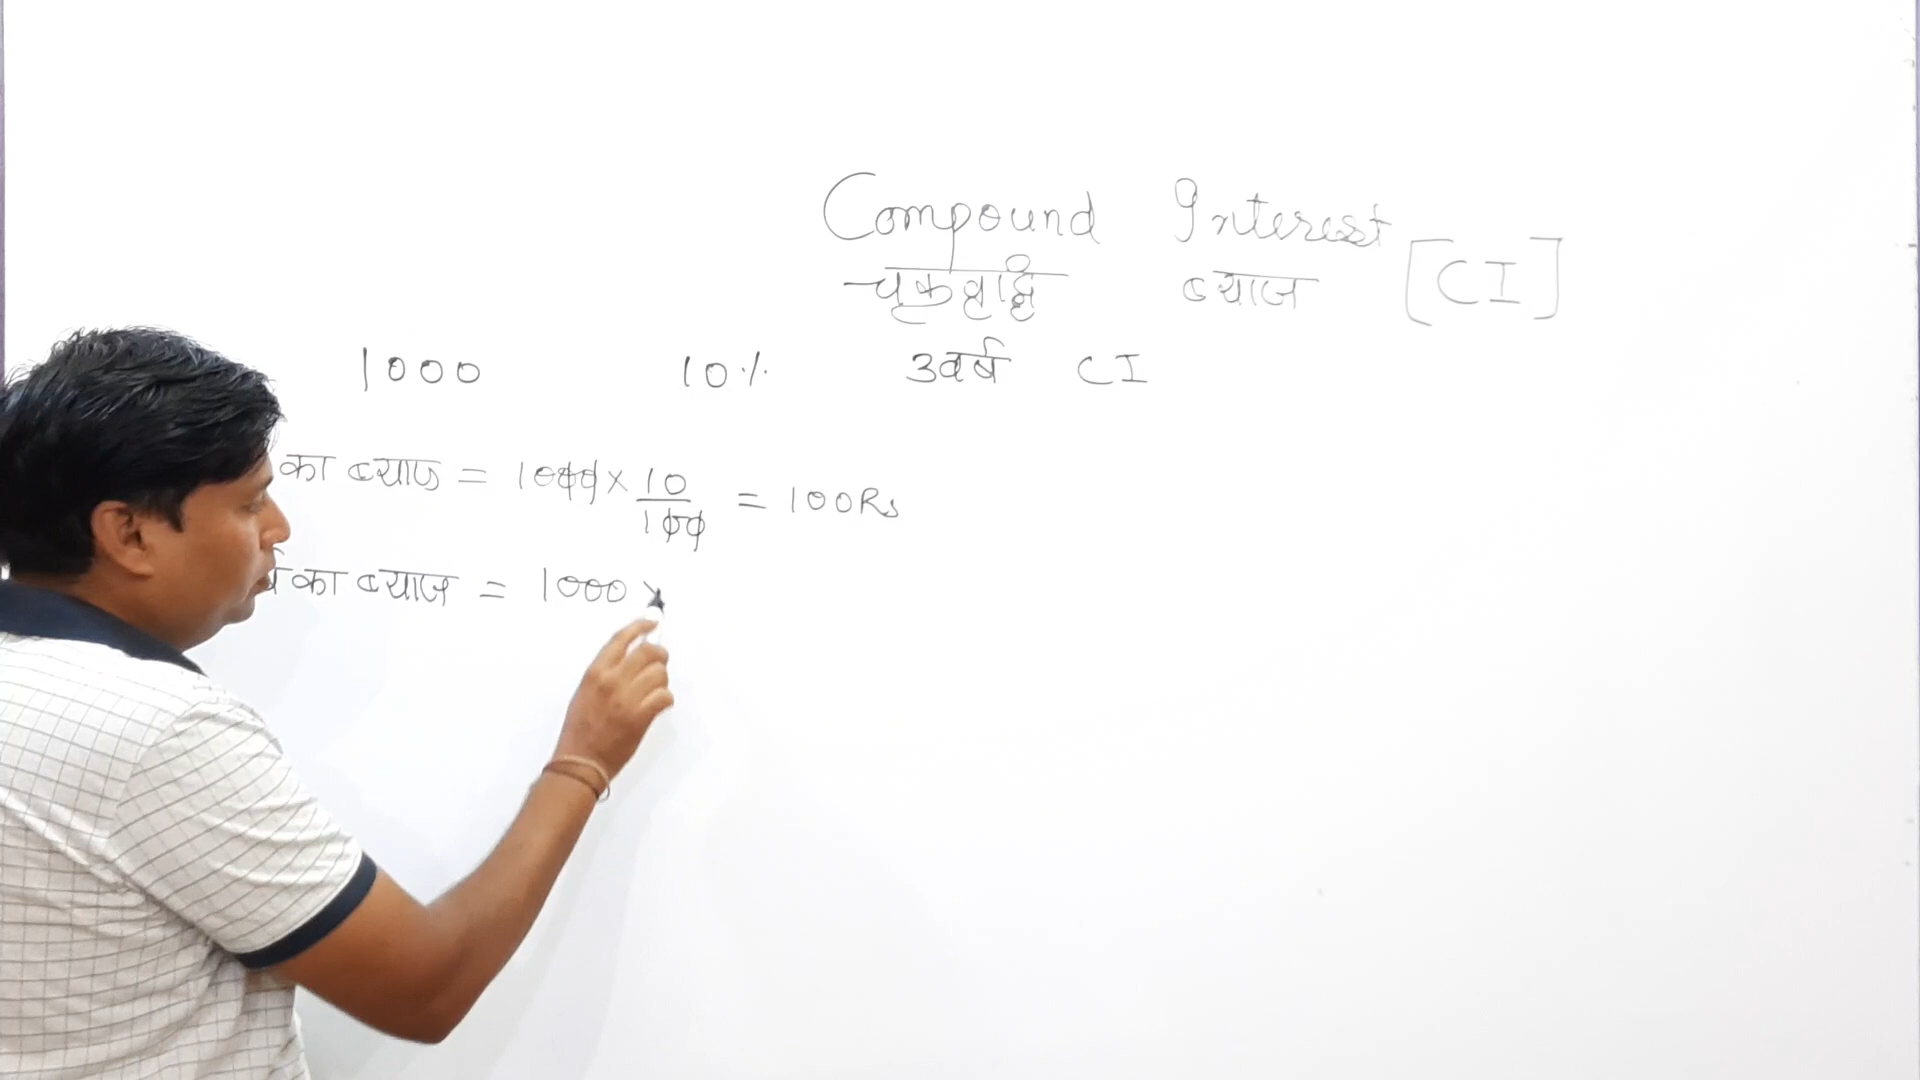 Compound Interest
चक्रवृद्धि ब्याज [CI]
1000 10% 3वर्ष CI
का ब्याज = 1000 × 10/100 = 100Rs
का ब्याज = 1000 ×